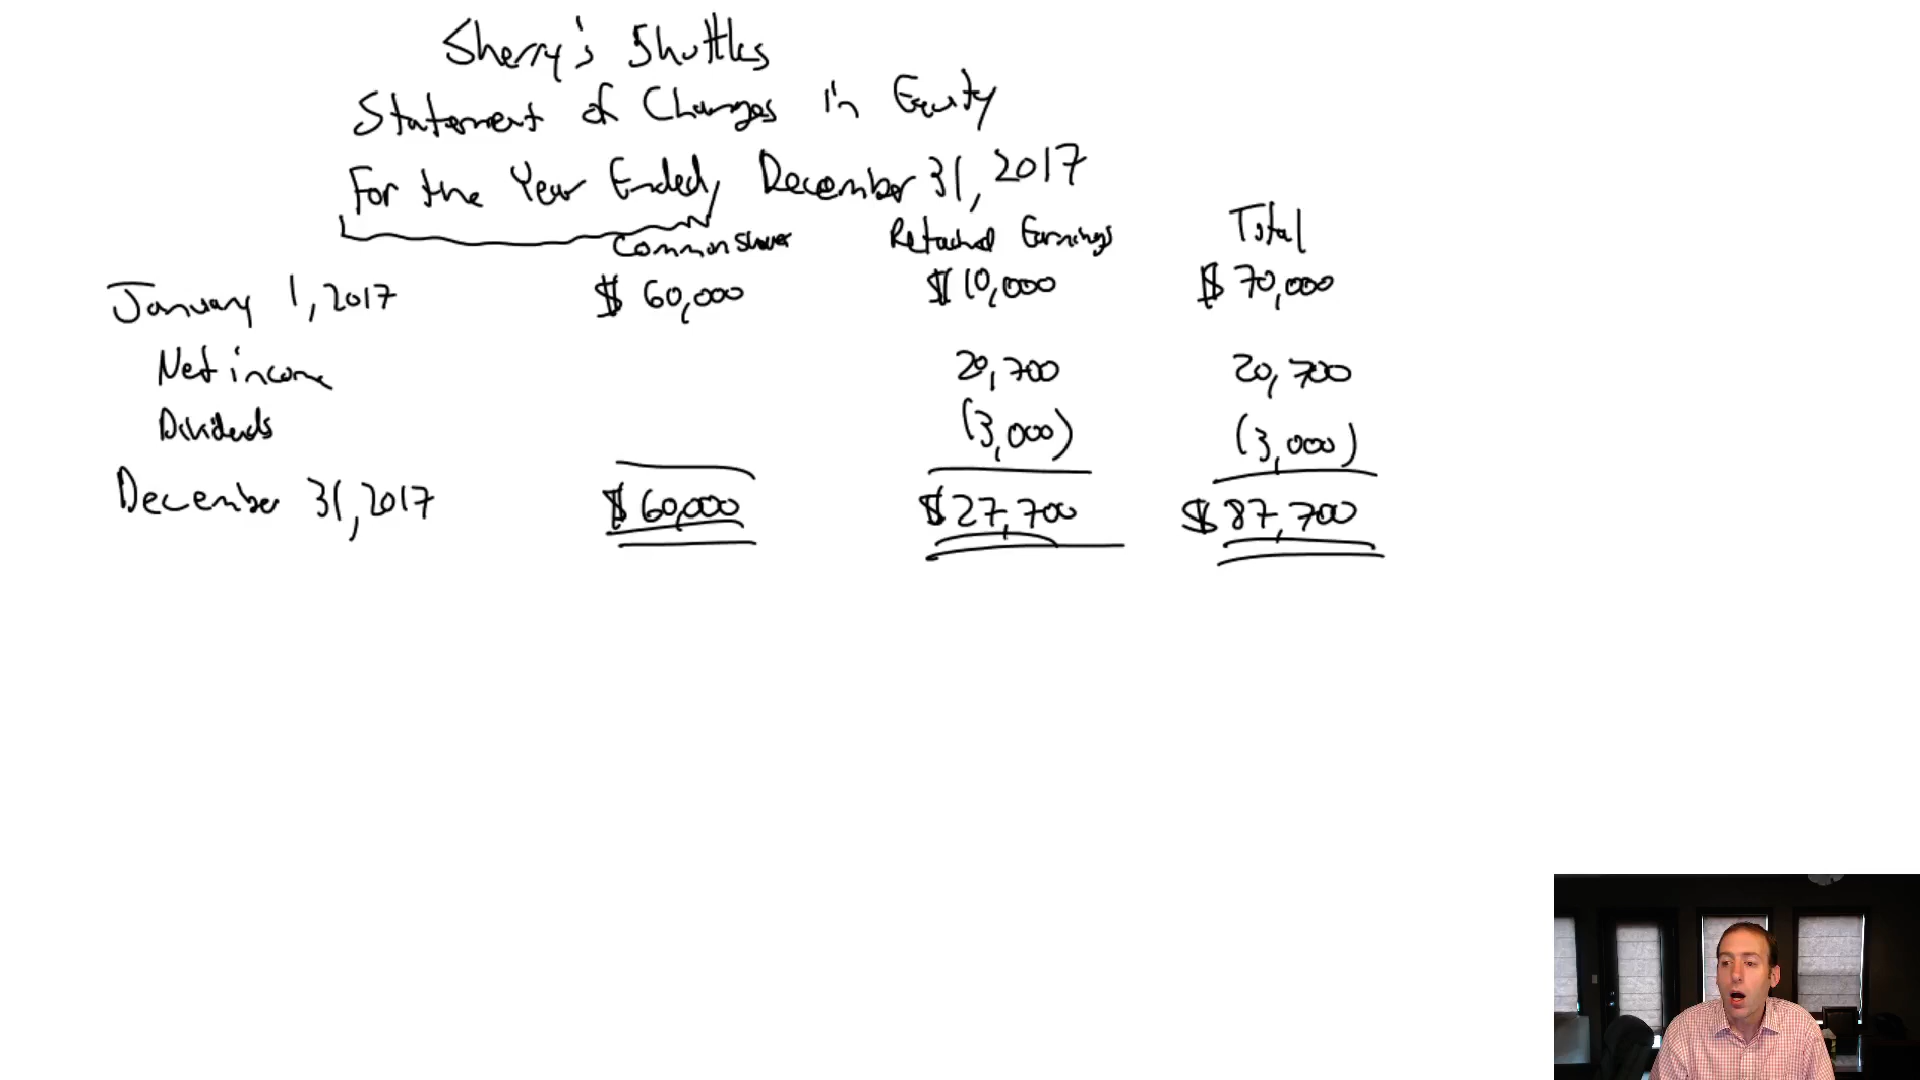 Sherry's Shuttles
Statement of Changes in Equity
For the Year Ended, December 31, 2017
Common Shares Retained Earnings Total
January 1, 2017 $ 60,000 $ 10,000 $ 70,000
Net income 20,700 20,700
Dividends (3,000) (3,000)
December 31, 2017 $ 60,000 $ 27,700 $ 87,700